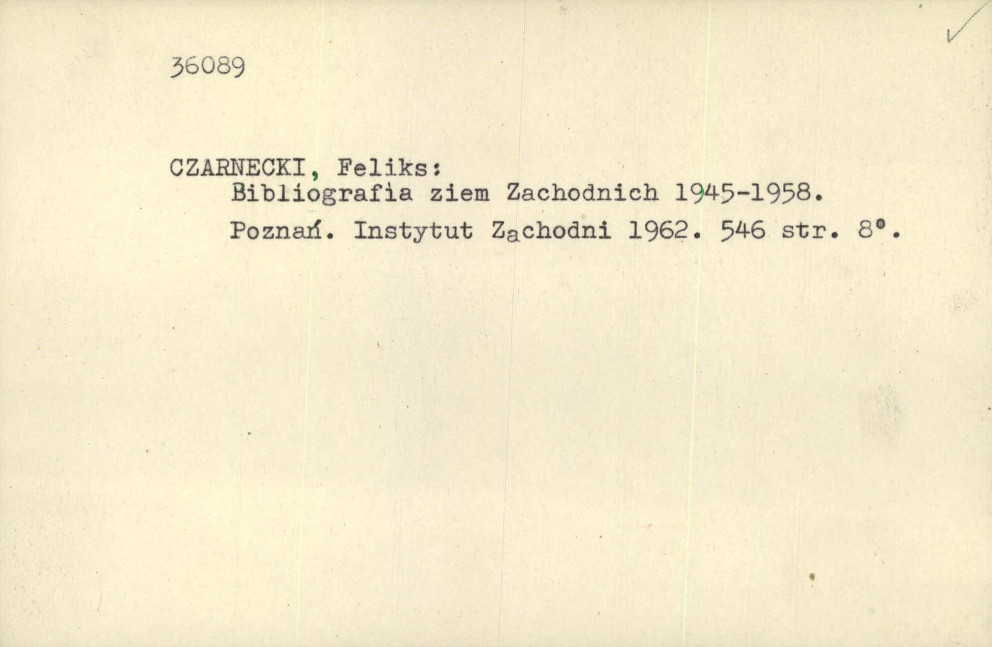 36089
CZARNECKI, Feliks:
Bibliografia ziem Zachodnich 1945-1958.
Poznań. Instytut Zachodni 1962. 546 str. 8°.